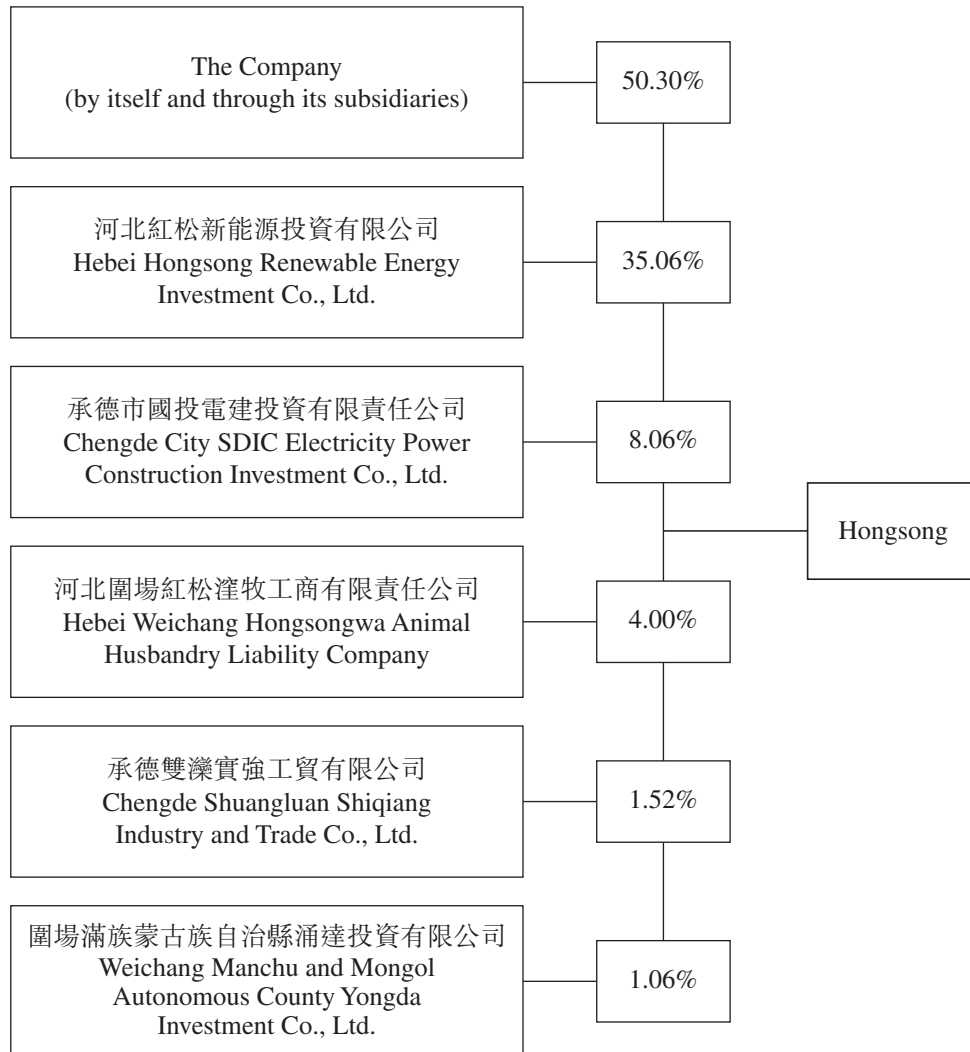 The Company
(by itself and through its subsidiaries)
50.30%
河北紅松新能源投資有限公司
Hebei Hongsong Renewable Energy
Investment Co., Ltd.
35.06%
承德市國投電建投資有限責任公司
Chengde City SDIC Electricity Power
Construction Investment Co., Ltd.
8.06%
Hongsong
河北圍場紅松漥牧工商有限責任公司
Hebei Weichang Hongsongwa Animal
Husbandry Liability Company
4.00%
承德雙灤實強工貿有限公司
Chengde Shuangluan Shiqiang
Industry and Trade Co., Ltd.
1.52%
圍場滿族蒙古族自治縣涌達投資有限公司
Weichang Manchu and Mongol
Autonomous County Yongda
Investment Co., Ltd.
1.06%